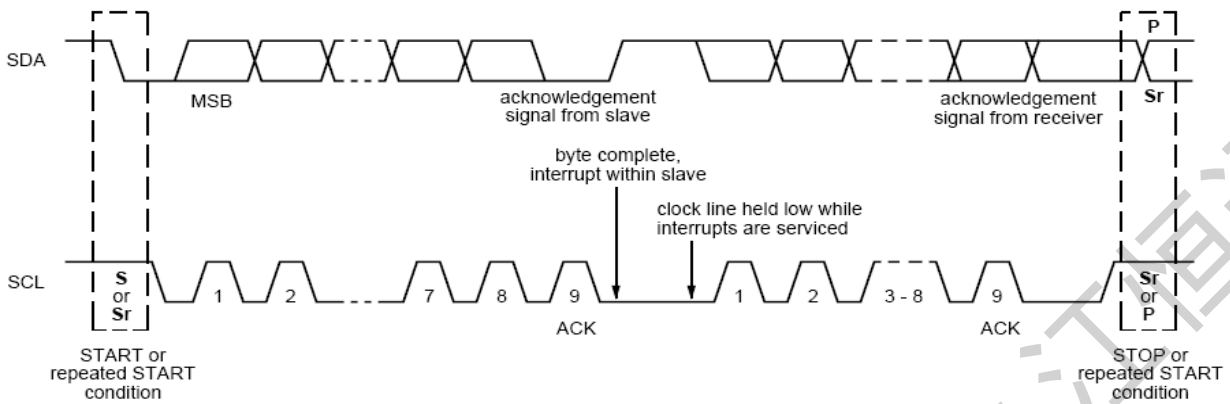 P
SDA
MSB
acknowledgement
signal from slave
acknowledgement
signal from receiver
Sr
byte complete,
interrupt within slave
clock line held low while
interrupts are serviced
SCL
S
or
Sr
1
2
7
8
9
1
2
3 - 8
9
Sr
or
P
ACK
ACK
START or
repeated START
condition
STOP or
repeated START
condition
江恒